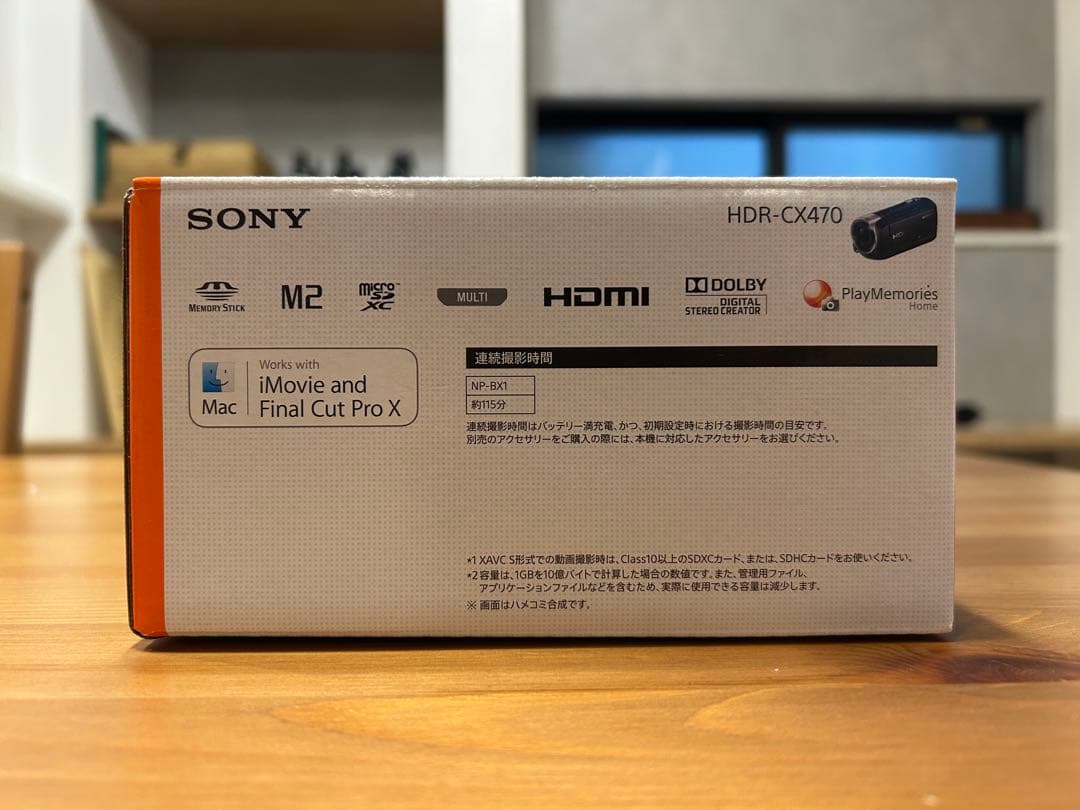 SONY
HDR-CX470
MEMORY STICK
M2
micro SD XC
MULTI
HDMI
DOLBY
DIGITAL
STEREO CREATOR
PlayMemories
Home
Mac
Works with
iMovie and
Final Cut Pro X
連続撮影時間
NP-BX1
約115分
連続撮影時間はバッテリー満充電、かつ、初期設定時における撮影時間の目安です。
別売のアクセサリーをご購入の際には、本機に対応したアクセサリーをお選びください。
*1 XAVC S形式での動画撮影時は、Class10以上のSDXCカード、または、SDHCカードをお使いください。
*2 容量は、1GBを10億バイトで計算した場合の数値です。また、管理用ファイル、
アプリケーションファイルなどを含むため、実際に使用できる容量は減少します。
※ 画面はハメコミ合成です。